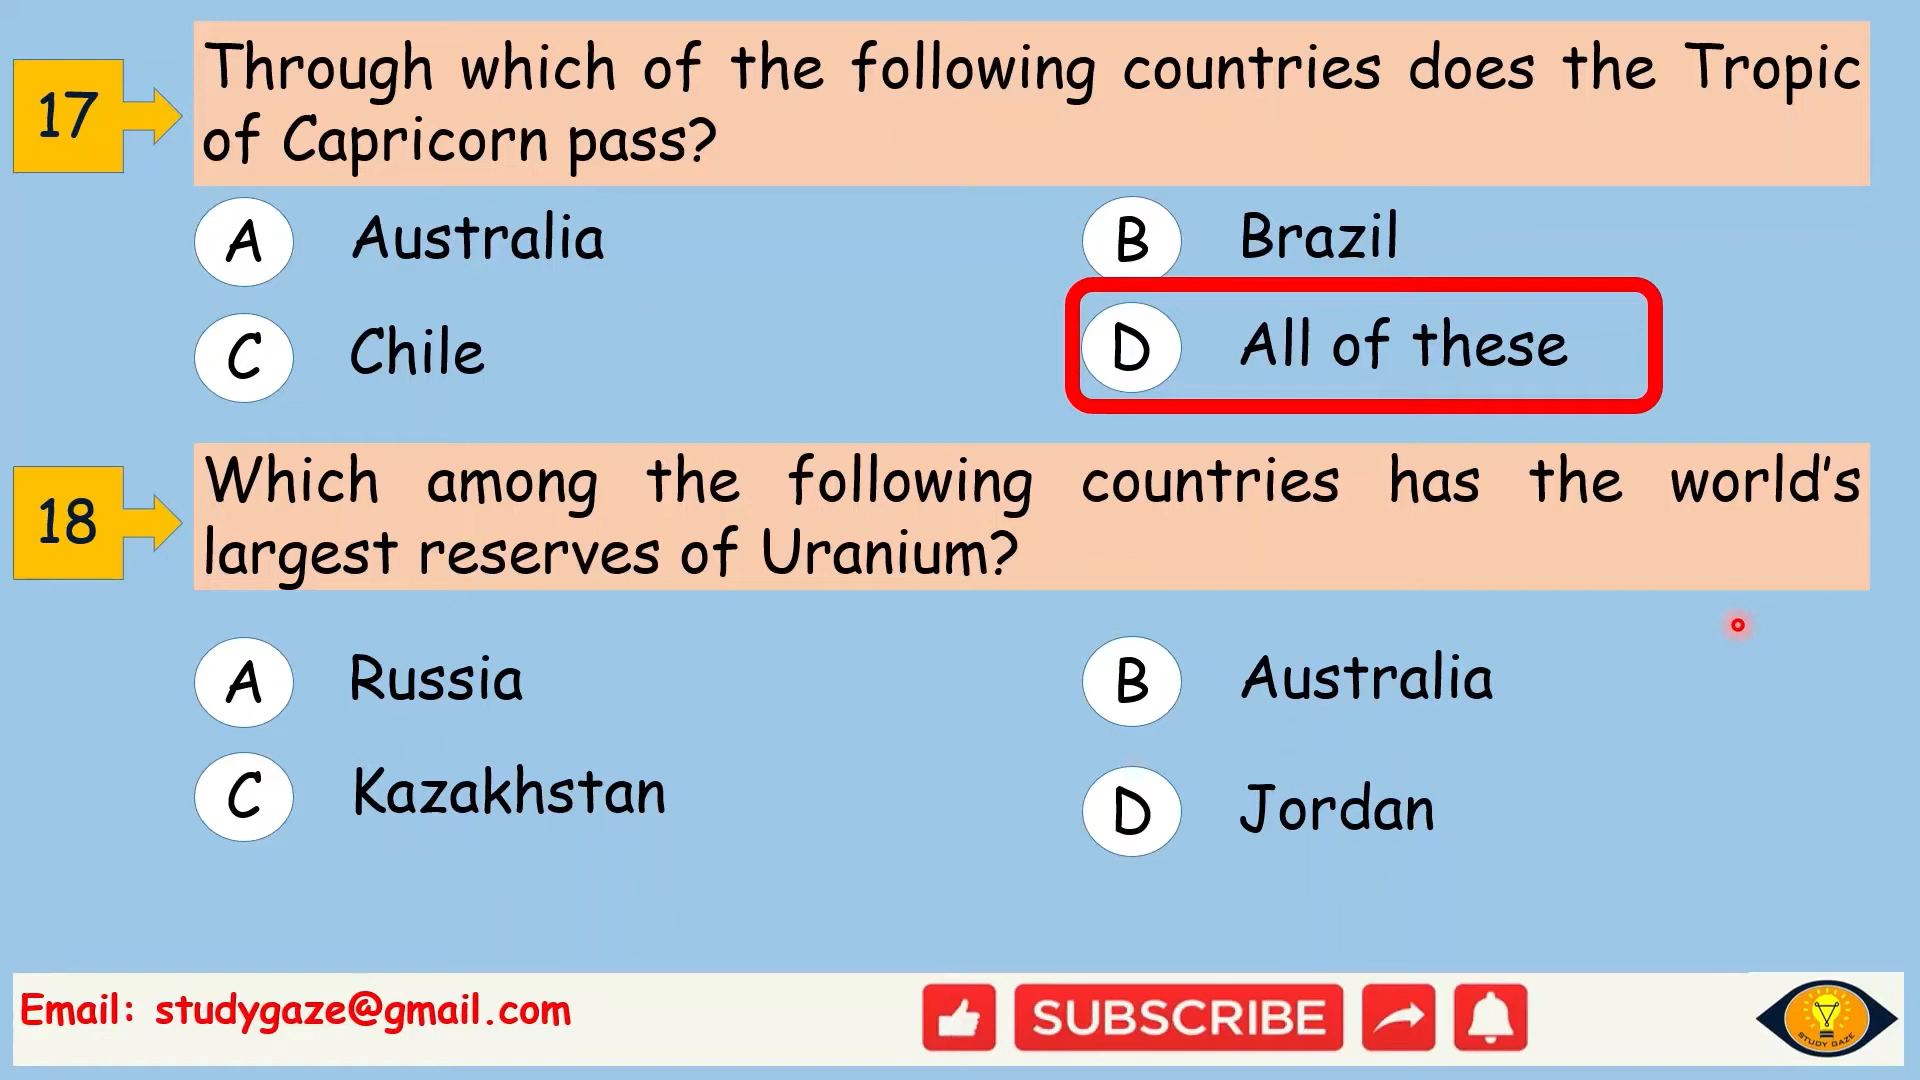 17
Through which of the following countries does the Tropic
of Capricorn pass?
A Australia
B Brazil
C Chile
D All of these
18
Which among the following countries has the world's
largest reserves of Uranium?
A Russia
B Australia
C Kazakhstan
D Jordan
Email: studygaze@gmail.com
SUBSCRIBE
STUDY GAZE